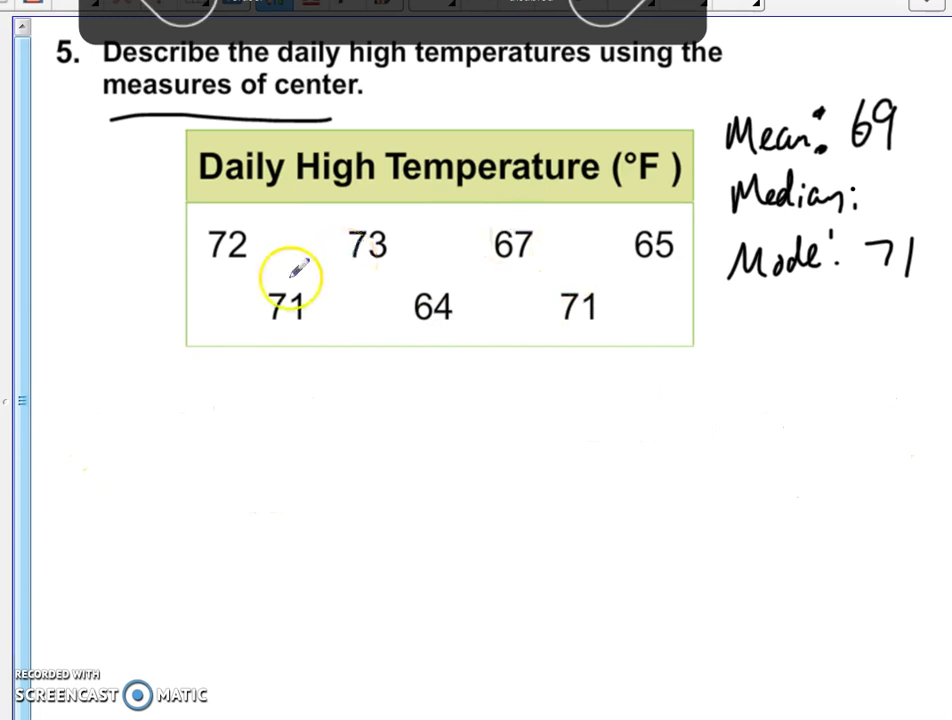 5. Describe the daily high temperatures using the
measures of center.
Mean: 69
Daily High Temperature (°F )
Median:
72 73 67 65
Mode: 71
71 64 71
RECORDED WITH
SCREENCAST MATIC